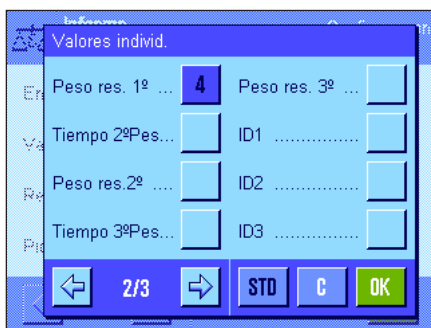 Informe
Valores individ.
Peso res. 1º ... 4
Peso res. 3º ...
Tiempo 2ºPes...
ID1 ...............
Peso res.2º ....
ID2 ...............
Tiempo 3ºPes...
ID3 ...............
2/3
STD
C
OK